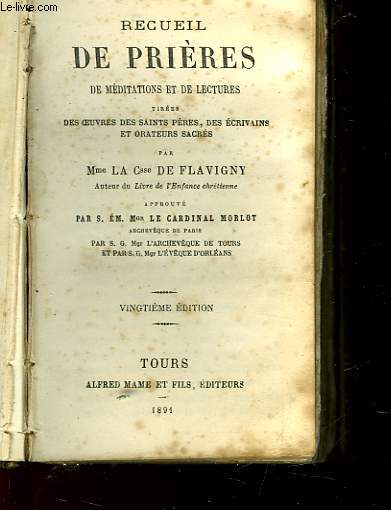 Le-livre.com
RECUEIL
DE PRIÈRES
DE MÉDITATIONS ET DE LECTURES
TIRÉES
DES ŒUVRES DES SAINTS PÈRES, DES ÉCRIVAINS
ET ORATEURS SACRÉS
PAR
Mme LA Csse DE FLAVIGNY
Auteur du Livre de l'Enfance chrétienne
APPROUVÉ
PAR S. ÉM. Mgr LE CARDINAL MORLOT
ARCHEVÊQUE DE PARIS
PAR S. G. Mgr L'ARCHEVÊQUE DE TOURS
ET PAR S. G. Mgr L'ÉVÊQUE D'ORLÉANS
VINGTIÈME ÉDITION
TOURS
ALFRED MAME ET FILS, ÉDITEURS
1891